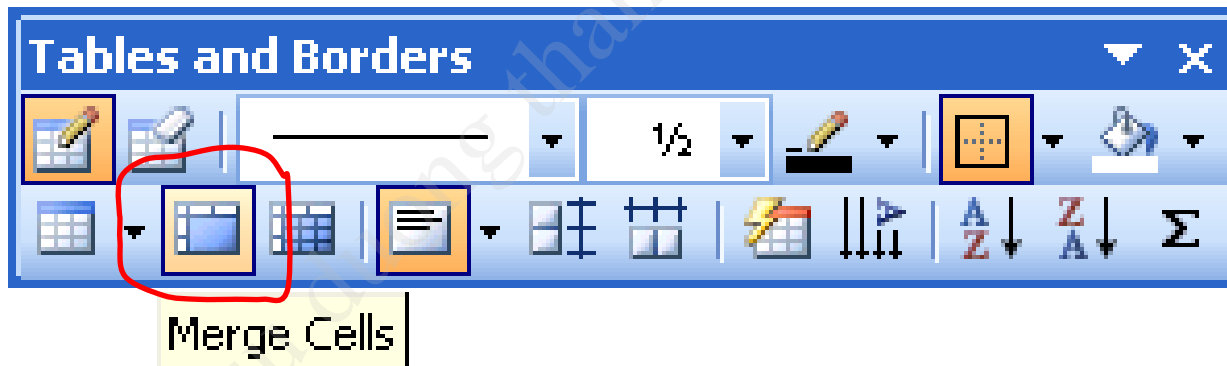 Tables and Borders
½
A
Z
Z
A
Σ
Merge Cells